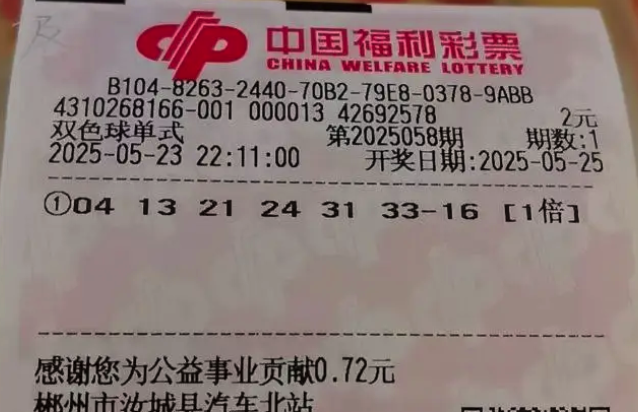 中国福利彩票
CHINA WELFARE LOTTERY
B104-8263-2440-70B2-79E8-0378-9ABB
4310268166-001 000013 42692578 2元
双色球单式 第2025058期 期数:1
2025-05-23 22:11:00 开奖日期:2025-05-25
①04 13 21 24 31 33-16 [1倍]
感谢您为公益事业贡献0.72元
郴州市汝城县汽车北站